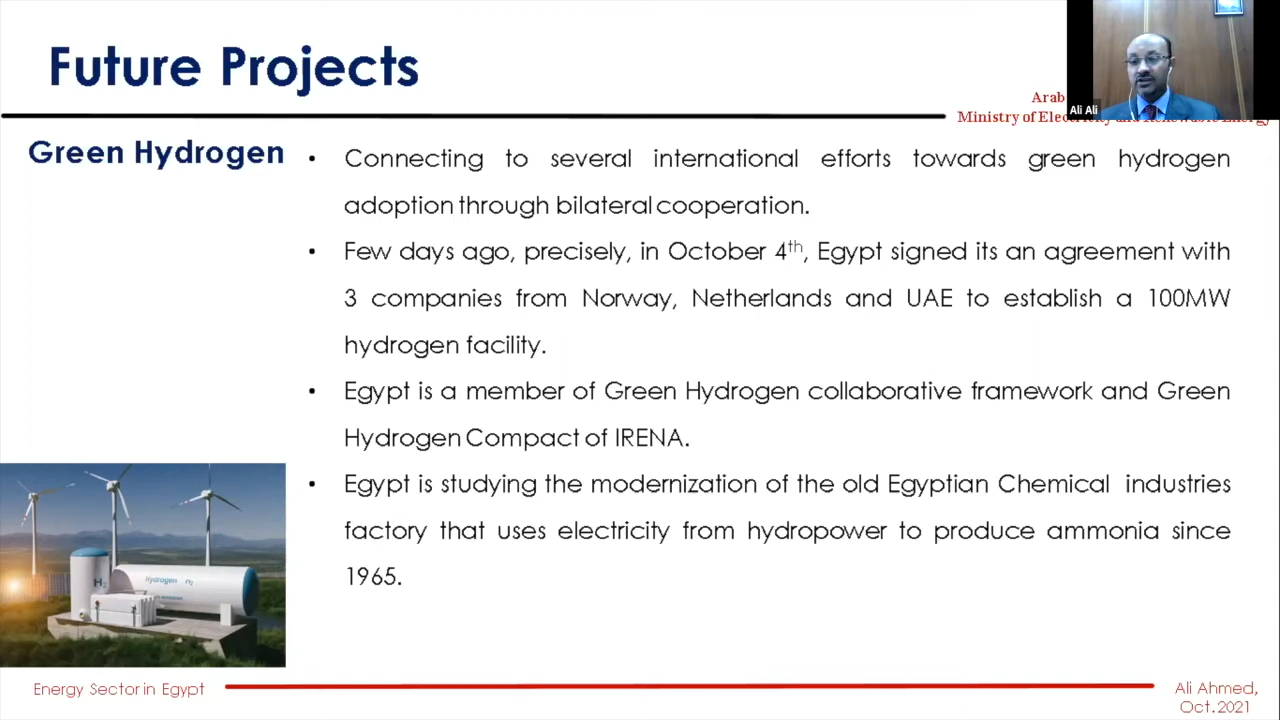 Future Projects
Ali Ali
Arab
Ministry of Electricity and Renewable Energy
Green Hydrogen
• Connecting to several international efforts towards green hydrogen
adoption through bilateral cooperation.
• Few days ago, precisely, in October 4th, Egypt signed its an agreement with
3 companies from Norway, Netherlands and UAE to establish a 100MW
hydrogen facility.
• Egypt is a member of Green Hydrogen collaborative framework and Green
Hydrogen Compact of IRENA.
• Egypt is studying the modernization of the old Egyptian Chemical industries
factory that uses electricity from hydropower to produce ammonia since
1965.
H2
Hydrogen H2
Energy Sector in Egypt
Ali Ahmed,
Oct.2021